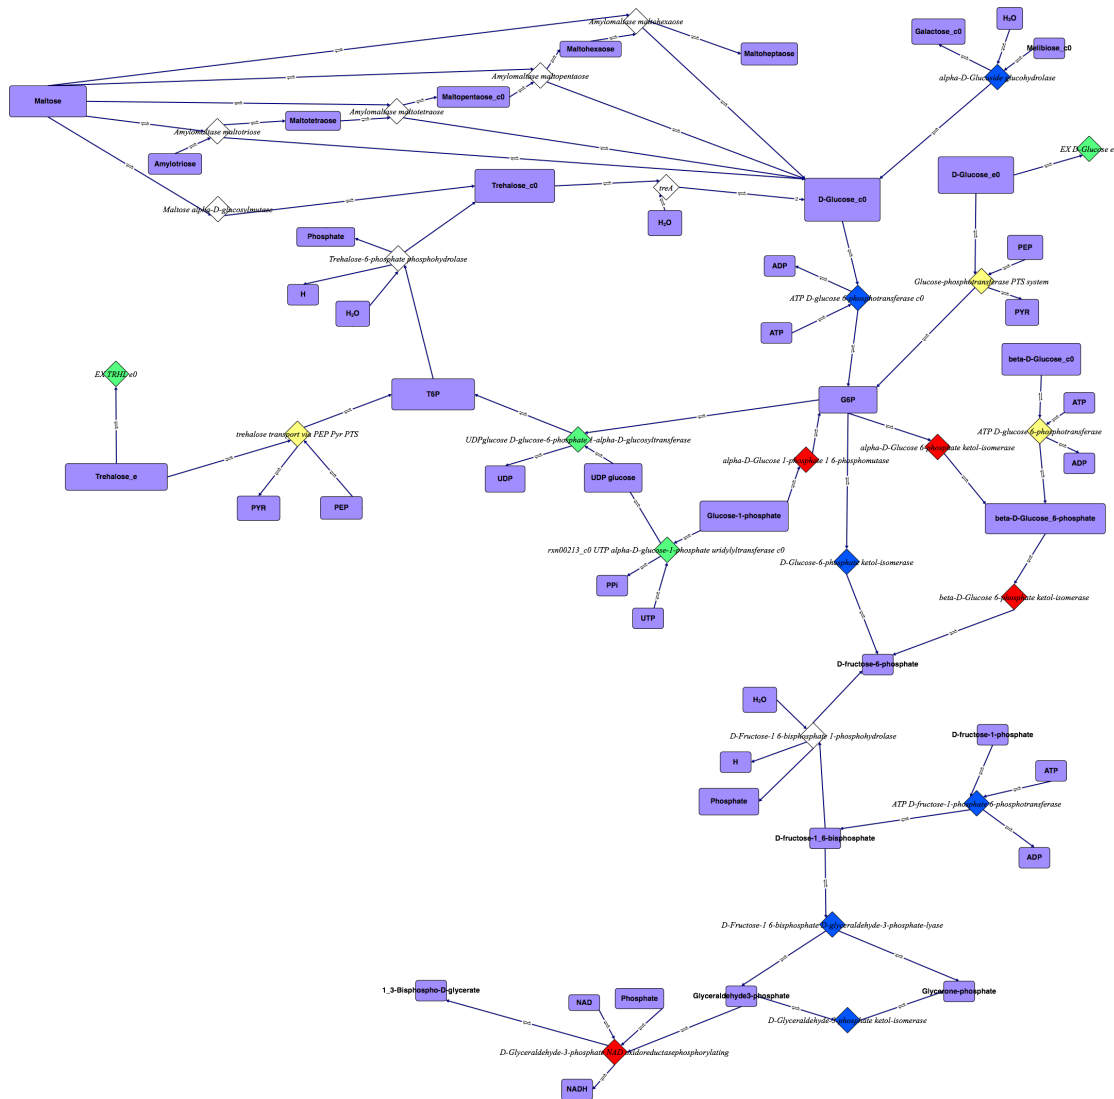 Amylomaltase maltohexaose
H₂O
Galactose_c0
Maltohexaose
Melibiose_c0
Maltoheptaose
Amylomaltase maltopentaose
alpha-D-Glucoside glucohydrolase
Maltose
Maltopentaose_c0
Amylomaltase maltotetraose
Maltotetraose
Amylomaltase maltotriose
EX D-Glucose e
Amylotriose
D-Glucose_e0
Trehalose_c0
treA
2
D-Glucose_c0
Maltose alpha-D-glucosylmutase
H₂O
Phosphate
PEP
Trehalose-6-phosphate phosphohydrolase
ADP
Glucose-phosphotransferase PTS system
H
ATP D-glucose 6-phosphotransferase c0
H₂O
PYR
ATP
beta-D-Glucose_c0
EX TRHL e0
T6P
G6P
ATP
trehalose transport via PEP Pyr PTS
UDPglucose D-glucose-6-phosphate 1-alpha-D-glucosyltransferase
ATP D-glucose 6-phosphotransferase
alpha-D-Glucose 6-phosphate ketol-isomerase
alpha-D-Glucose 1-phosphate 1 6-phosphomutase
ADP
Trehalose_e
UDP
UDP glucose
PYR
PEP
Glucose-1-phosphate
beta-D-Glucose_6-phosphate
rxn00213_c0 UTP alpha-D-glucose-1-phosphate uridylyltransferase c0
D-Glucose-6-phosphate ketol-isomerase
PPi
beta-D-Glucose 6-phosphate ketol-isomerase
UTP
D-fructose-6-phosphate
H₂O
D-Fructose-1 6-bisphosphate 1-phosphohydrolase
D-fructose-1-phosphate
H
ATP
Phosphate
ATP D-fructose-1-phosphate 6-phosphotransferase
D-fructose-1_6-bisphosphate
ADP
D-Fructose-1 6-bisphosphate D-glyceraldehyde-3-phosphate-lyase
1_3-Bisphospho-D-glycerate
NAD
Phosphate
Glyceraldehyde3-phosphate
Glycerone-phosphate
D-Glyceraldehyde-3-phosphate ketol-isomerase
D-Glyceraldehyde-3-phosphate NAD oxidoreductasephosphorylating
NADH